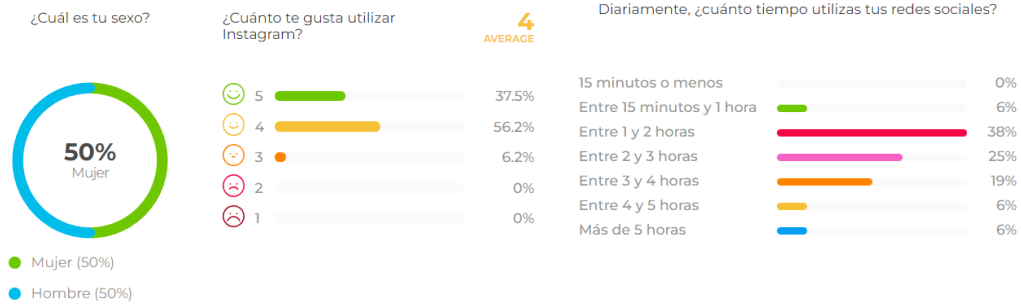 ¿Cuál es tu sexo?
50%
Mujer
Mujer (50%)
Hombre (50%)
¿Cuánto te gusta utilizar
Instagram?
4
AVERAGE
5 37.5%
4 56.2%
3 6.2%
2 0%
1 0%
Diariamente, ¿cuánto tiempo utilizas tus redes sociales?
15 minutos o menos 0%
Entre 15 minutos y 1 hora 6%
Entre 1 y 2 horas 38%
Entre 2 y 3 horas 25%
Entre 3 y 4 horas 19%
Entre 4 y 5 horas 6%
Más de 5 horas 6%